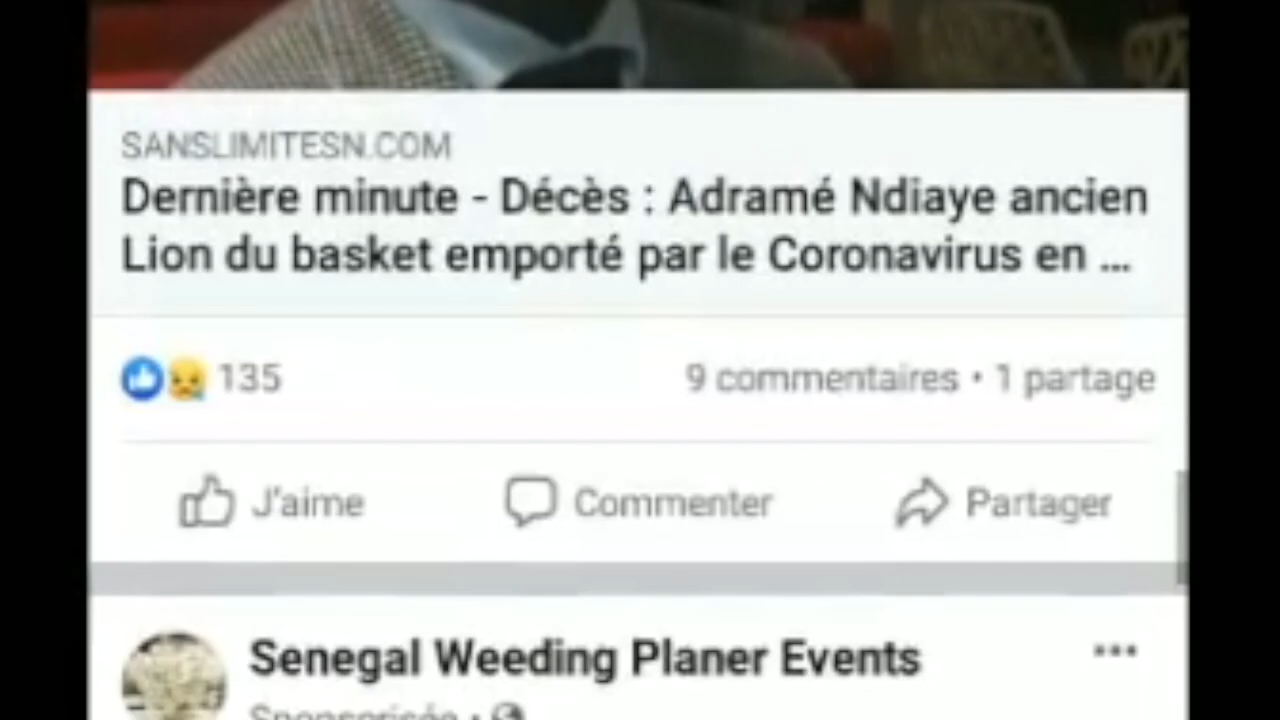 SANSLIMITESN.COM
Dernière minute - Décès : Adramé Ndiaye ancien
Lion du basket emporté par le Coronavirus en ...
135
9 commentaires • 1 partage
J'aime
Commenter
Partager
Senegal Weeding Planer Events
Sponsorisée •